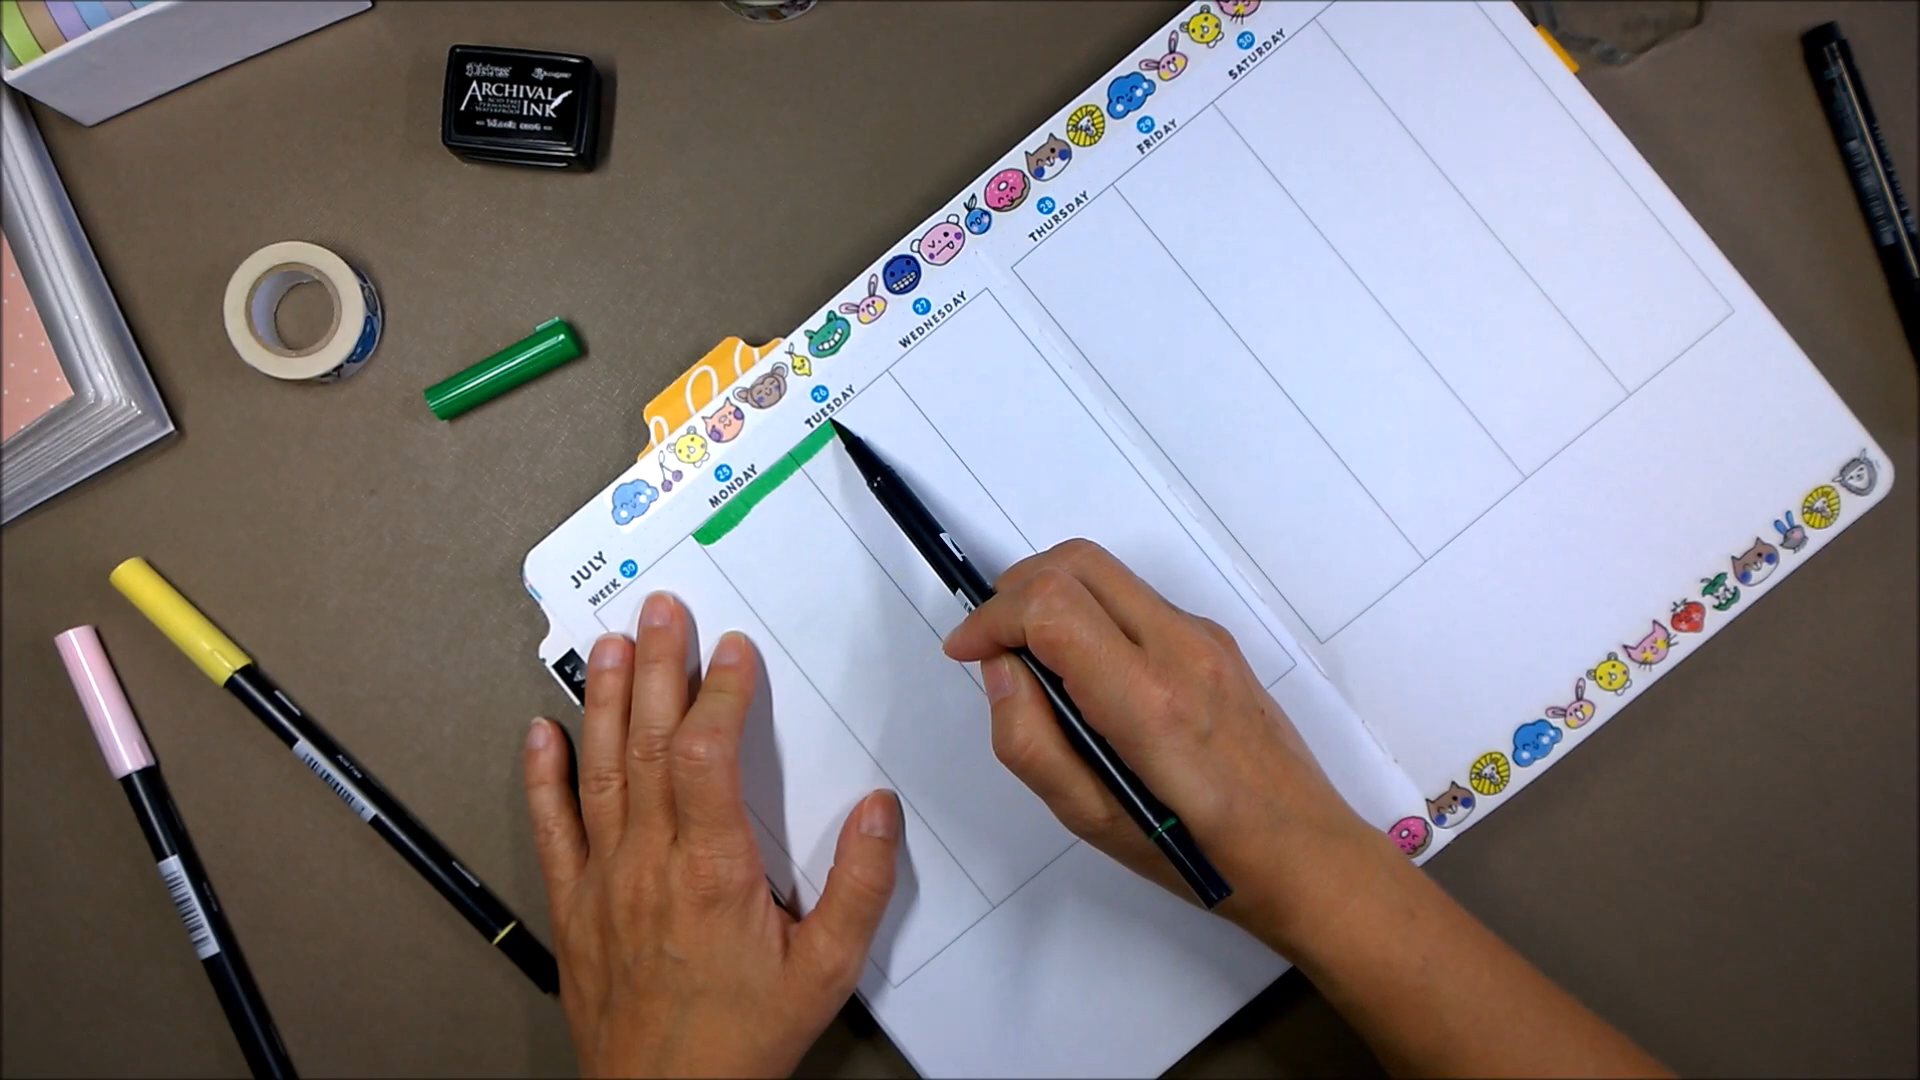 ARCHIVAL
INK
JULY
WEEK 30
25
MONDAY
26
TUESDAY
27
WEDNESDAY
28
THURSDAY
29
FRIDAY
30
SATURDAY